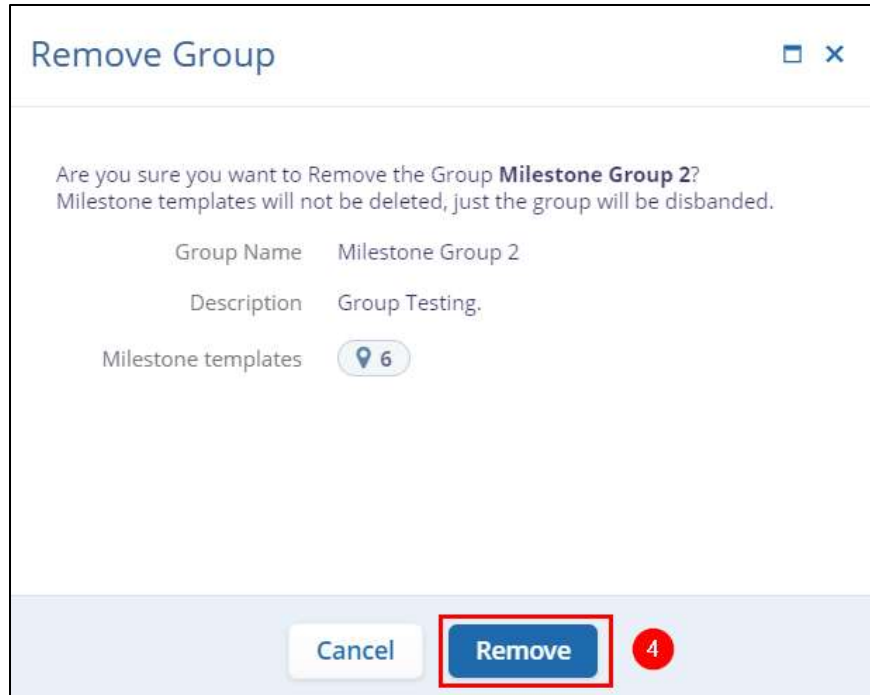 Remove Group
Are you sure you want to Remove the Group Milestone Group 2?
Milestone templates will not be deleted, just the group will be disbanded.
Group Name Milestone Group 2
Description Group Testing.
Milestone templates 6
Cancel Remove 4